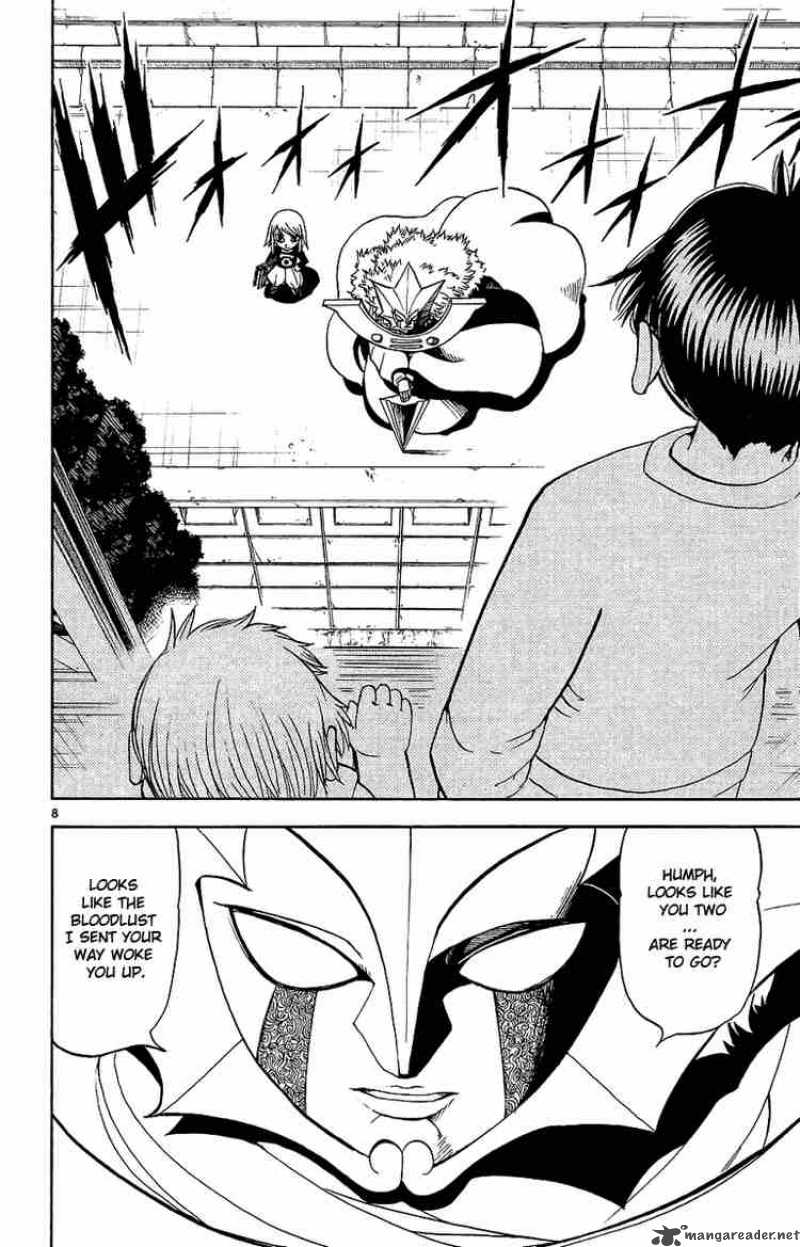 8
HUMPH,
LOOKS LIKE
YOU TWO
...
ARE READY
TO GO?
LOOKS
LIKE THE
BLOODLUST
I SENT YOUR
WAY WOKE
YOU UP.
mangareader.net